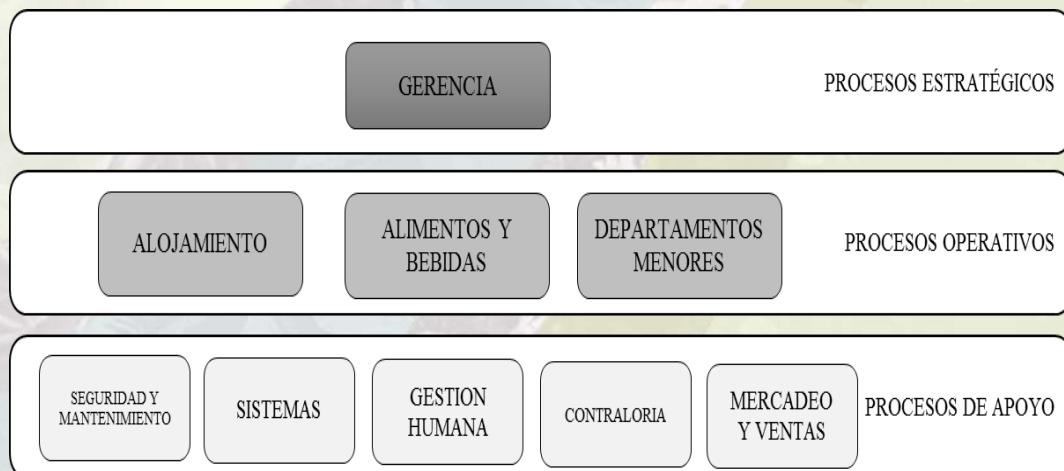 GERENCIA
PROCESOS ESTRATÉGICOS
ALOJAMIENTO
ALIMENTOS Y
BEBIDAS
DEPARTAMENTOS
MENORES
PROCESOS OPERATIVOS
SEGURIDAD Y
MANTENIMIENTO
SISTEMAS
GESTION
HUMANA
CONTRALORIA
MERCADEO
Y VENTAS
PROCESOS DE APOYO